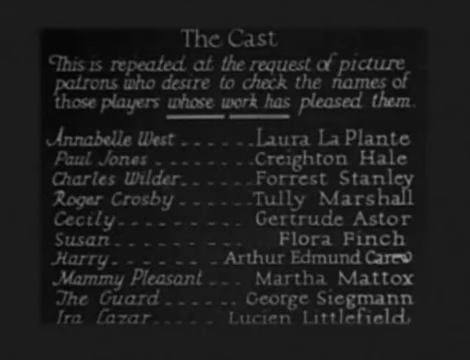 The Cast
This is repeated at the request of picture
patrons who desire to check the names of
those players whose work has pleased them.
Annabelle West ...... Laura La Plante
Paul Jones ........ Creighton Hale
Charles Wilder...... Forrest Stanley
Roger Crosby ...... Tully Marshall
Cecily.......... Gertrude Astor
Susan.......... Flora Finch
Harry........ Arthur Edmund Carew
Mammy Pleasant ... Martha Mattox
The Guard ...... George Siegmann
Ira Lazar...... Lucien Littlefield